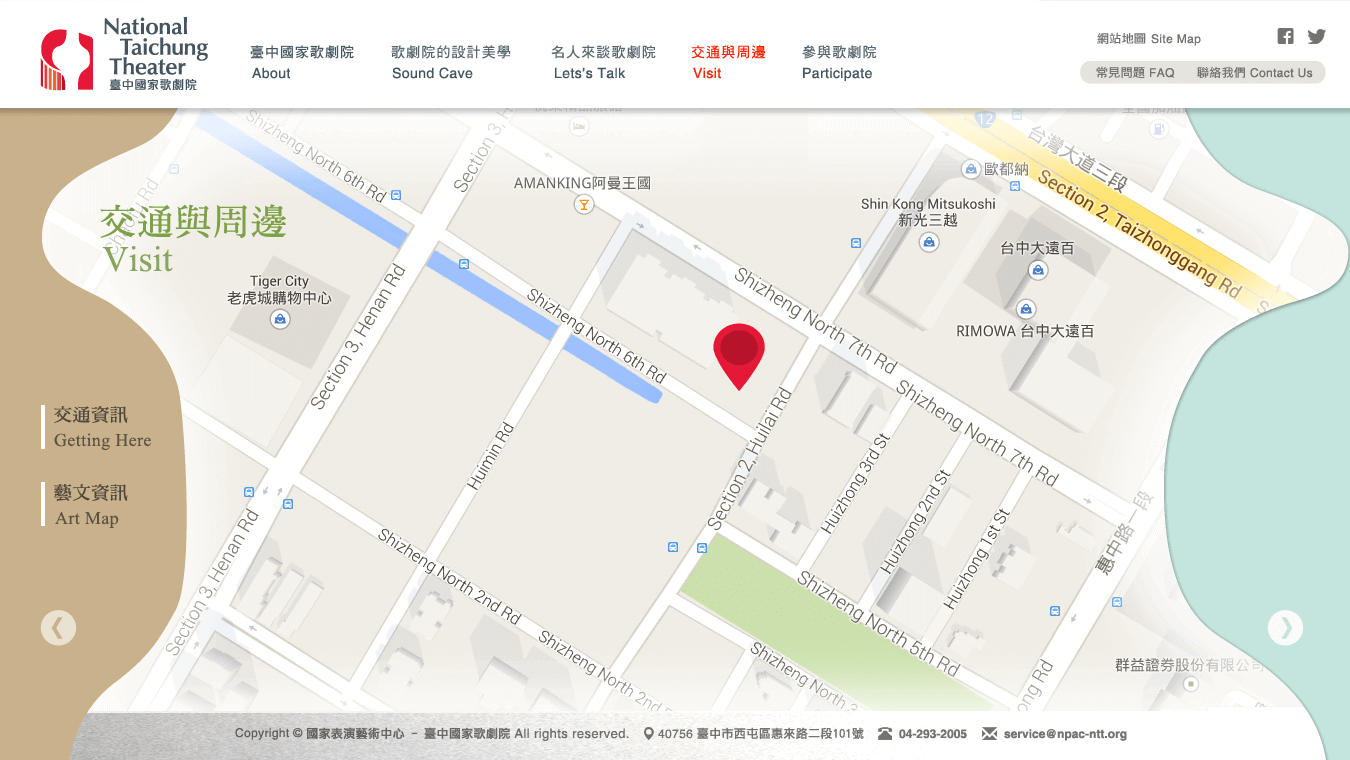 National
Taichung
Theater
臺中國家歌劇院
臺中國家歌劇院
About
歌劇院的設計美學
Sound Cave
名人來談歌劇院
Lets's Talk
交通與周邊
Visit
參與歌劇院
Participate
網站地圖 Site Map
常見問題 FAQ
聯絡我們 Contact Us
交通與周邊
Visit
交通資訊
Getting Here
藝文資訊
Art Map
Shizheng North 6th Rd
Section 3,
AMANKING阿曼王國
12
台灣大道三段
歐都納
Section 2, Taizhonggang Rd
Shin Kong Mitsukoshi
新光三越
台中大遠百
RIMOWA 台中大遠百
Tiger City
老虎城購物中心
Section 3, Henan Rd
Shizheng North 6th Rd
Shizheng North 7th Rd
Shizheng North 7th Rd
Huimin Rd
Section 2, Huilai Rd
Huizhong 3rd St
Huizhong 2nd St
Huizhong 1st St
惠中路一段
Section 3, Henan Rd
Shizheng North 2nd Rd
Shizheng North 2nd
Shizheng North 5th Rd
Shizheng North 3rd
ong Rd
群益證券股份有限公司
Copyright © 國家表演藝術中心 - 臺中國家歌劇院 All rights reserved.
40756 臺中市西屯區惠來路二段101號
04-293-2005
service@npac-ntt.org